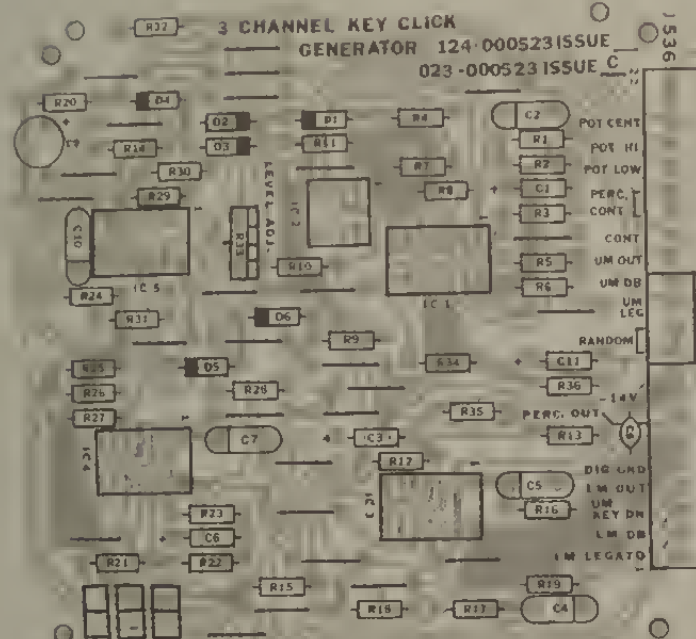 3 CHANNEL KEY CLICK
GENERATOR 124-000523 ISSUE
023-000523 ISSUE C
1536
R32
R20
D4
C9
R14
D2
D3
D1
R11
R4
C2
R1
R2
C1
R3
R5
R6
R7
R8
R30
R29
LEVEL ADJ.
R33
IC 2
IC 1
C10
IC 5
R10
R24
R31
D6
R9
R25
R26
R27
D5
R28
R34
C11
R36
R35
R13
C7
C3
R12
IC 4
C5
R16
R23
C6
R22
R21
R15
R18
R17
R19
C4
POT CENT
POT HI
POT LOW
PERC.
CONT
CONT
UM OUT
UM DB
UM
LEG
RANDOM
-14V
PERC. OUT
DIG GND
LM OUT
UM
KEY DN
LM DB
LM LEGATO